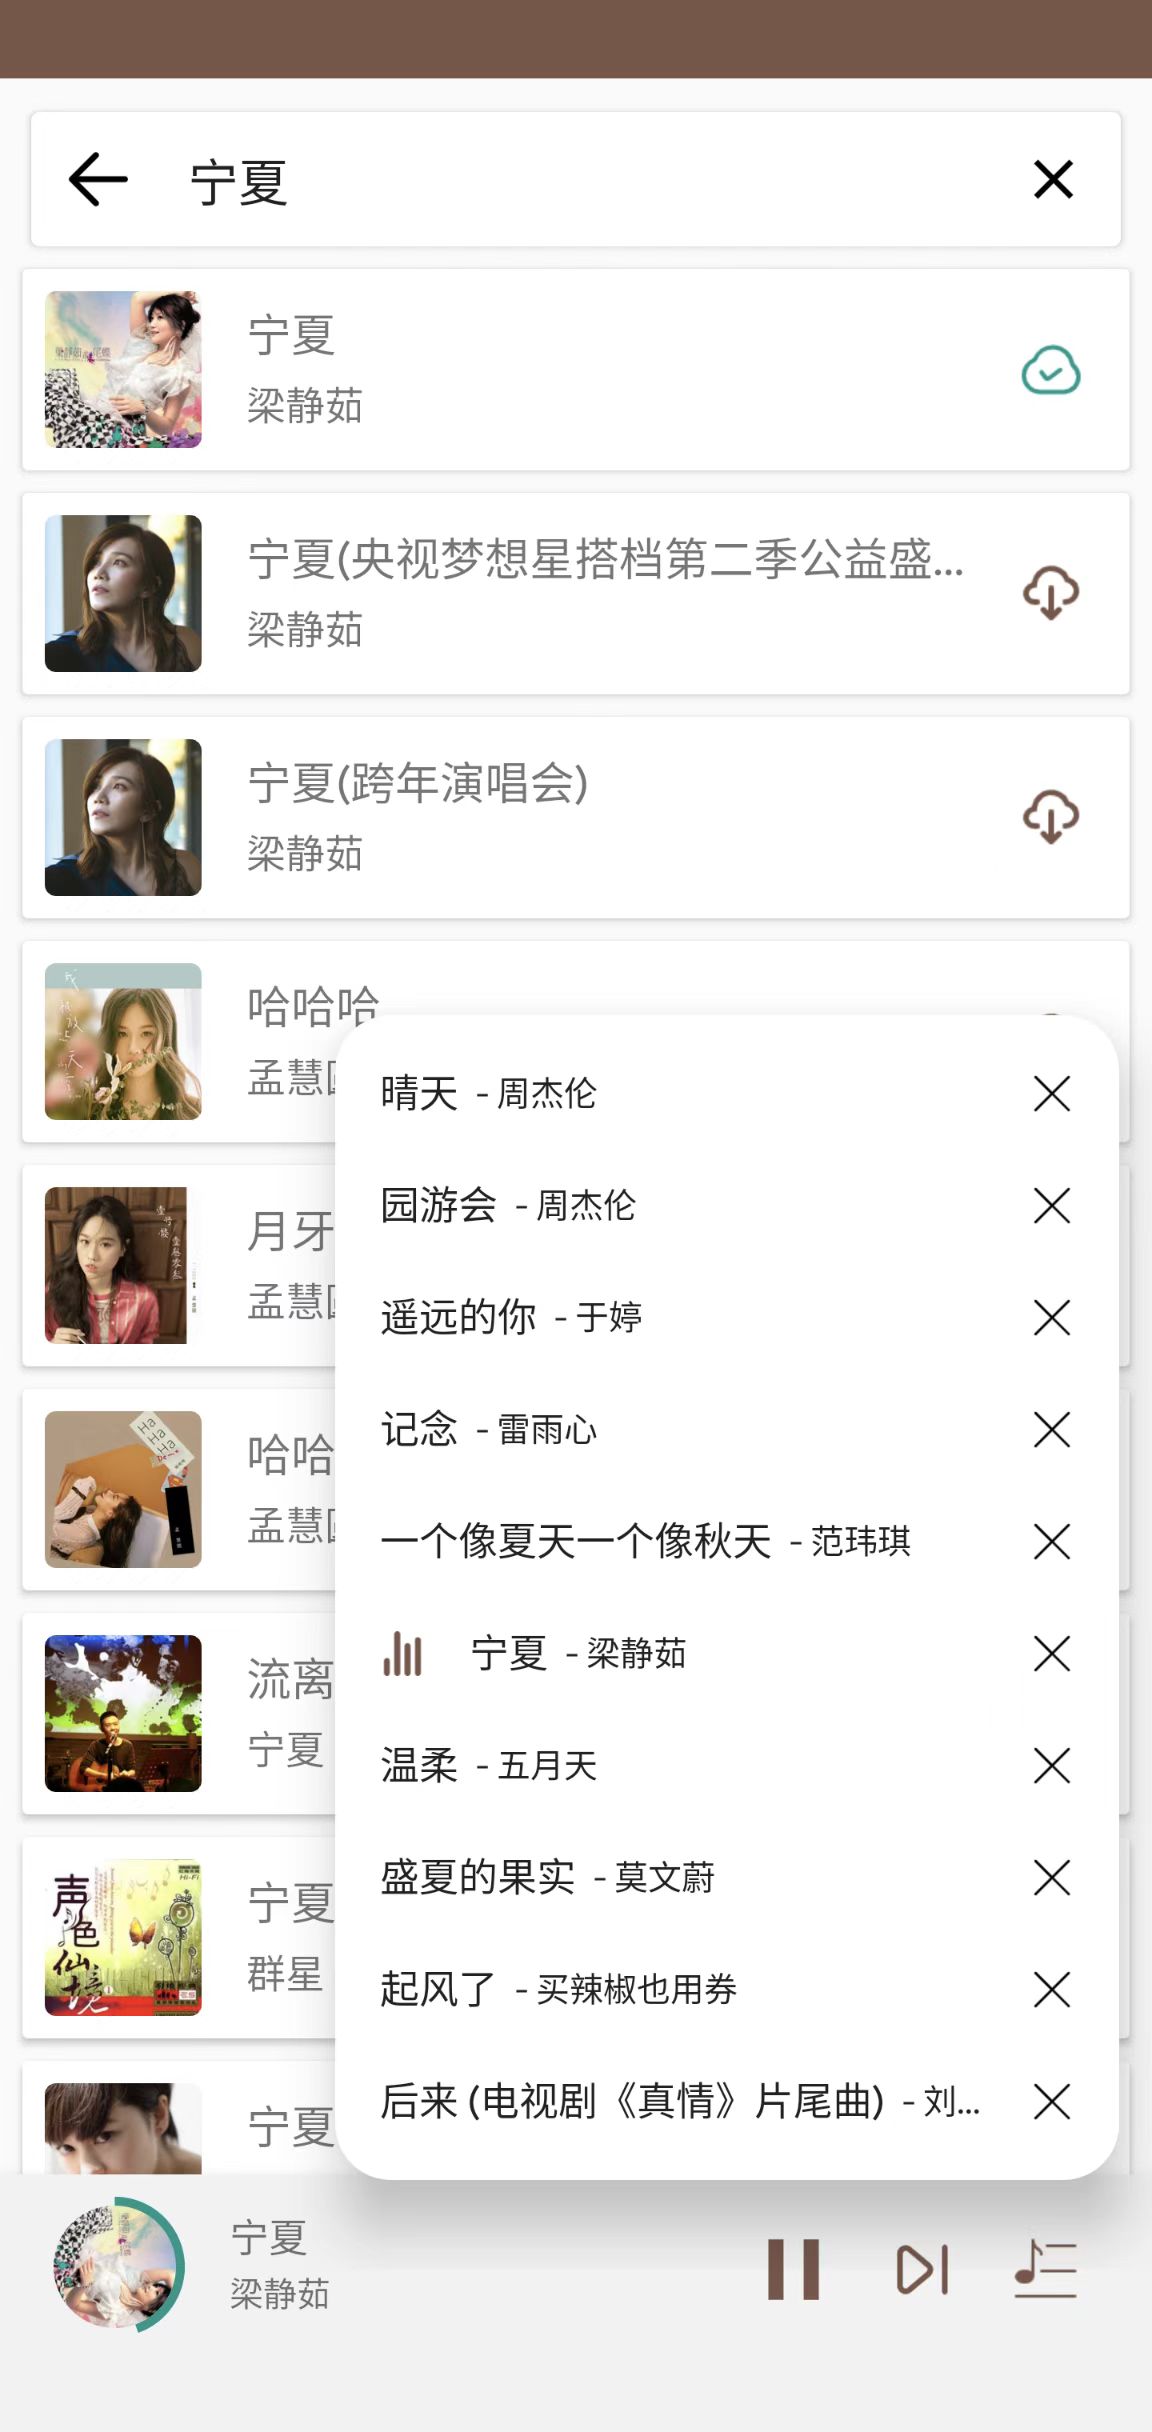 宁夏
宁夏
梁静茹
宁夏(央视梦想星搭档第二季公益盛...
梁静茹
宁夏(跨年演唱会)
梁静茹
哈哈哈
孟慧
晴天 - 周杰伦
园游会 - 周杰伦
月牙
孟慧
遥远的你 - 于婷
记念 - 雷雨心
哈哈
孟慧
一个像夏天一个像秋天 - 范玮琪
宁夏 - 梁静茹
流离
宁夏
温柔 - 五月天
盛夏的果实 - 莫文蔚
声色仙境
Hi-Fi
宁夏
群星
起风了 - 买辣椒也用券
后来 (电视剧《真情》片尾曲) - 刘...
宁夏
宁夏
梁静茹